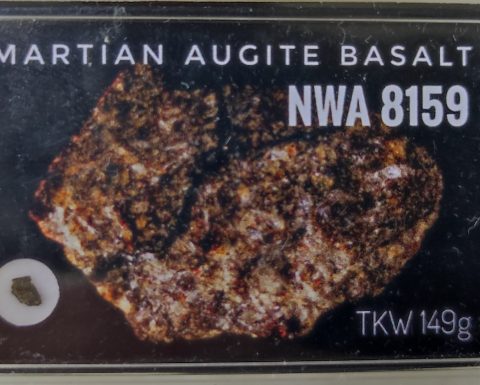 MARTIAN AUGITE BASALT
NWA 8159
TKW 149g